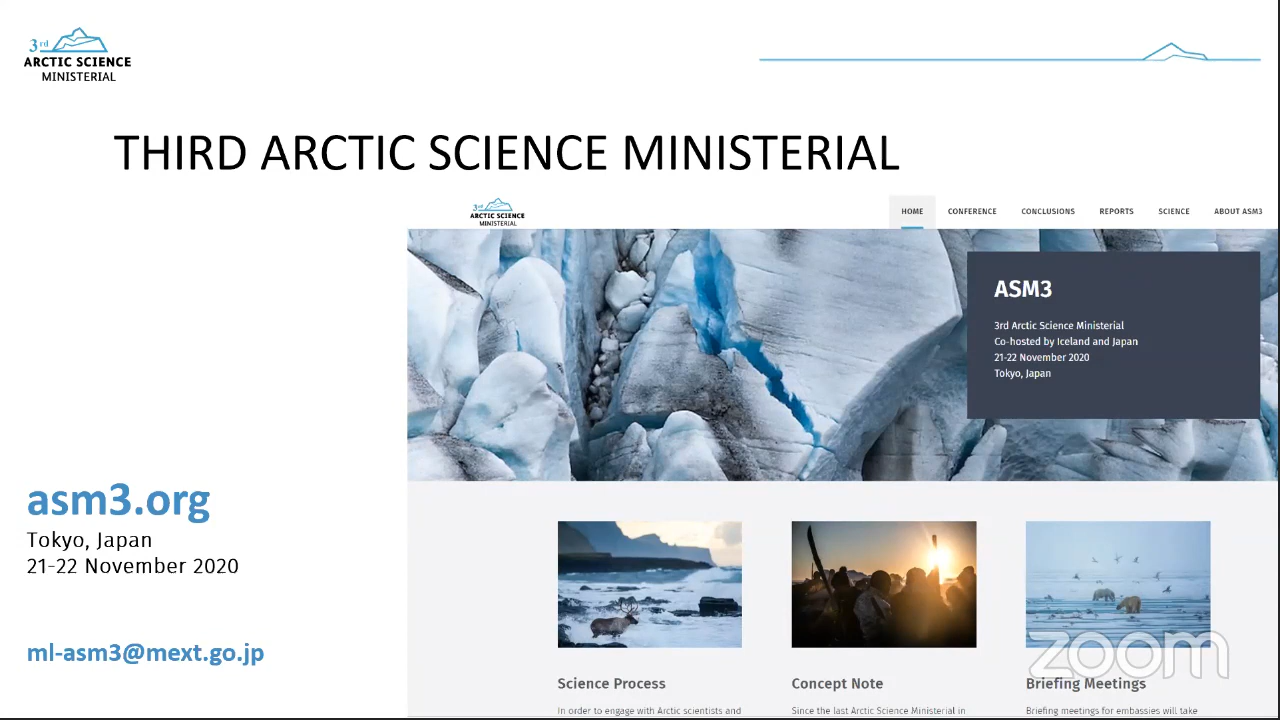 3rd
ARCTIC SCIENCE
MINISTERIAL
THIRD ARCTIC SCIENCE MINISTERIAL
3rd
ARCTIC SCIENCE
MINISTERIAL
HOME CONFERENCE CONCLUSIONS REPORTS SCIENCE ABOUT ASM3
ASM3
3rd Arctic Science Ministerial
Co-hosted by Iceland and Japan
21-22 November 2020
Tokyo, Japan
asm3.org
Tokyo, Japan
21-22 November 2020
ml-asm3@mext.go.jp
zoom
Science Process
In order to engage with Arctic scientists and
Concept Note
Since the last Arctic Science Ministerial in
Briefing Meetings
Briefing meetings for embassies will take